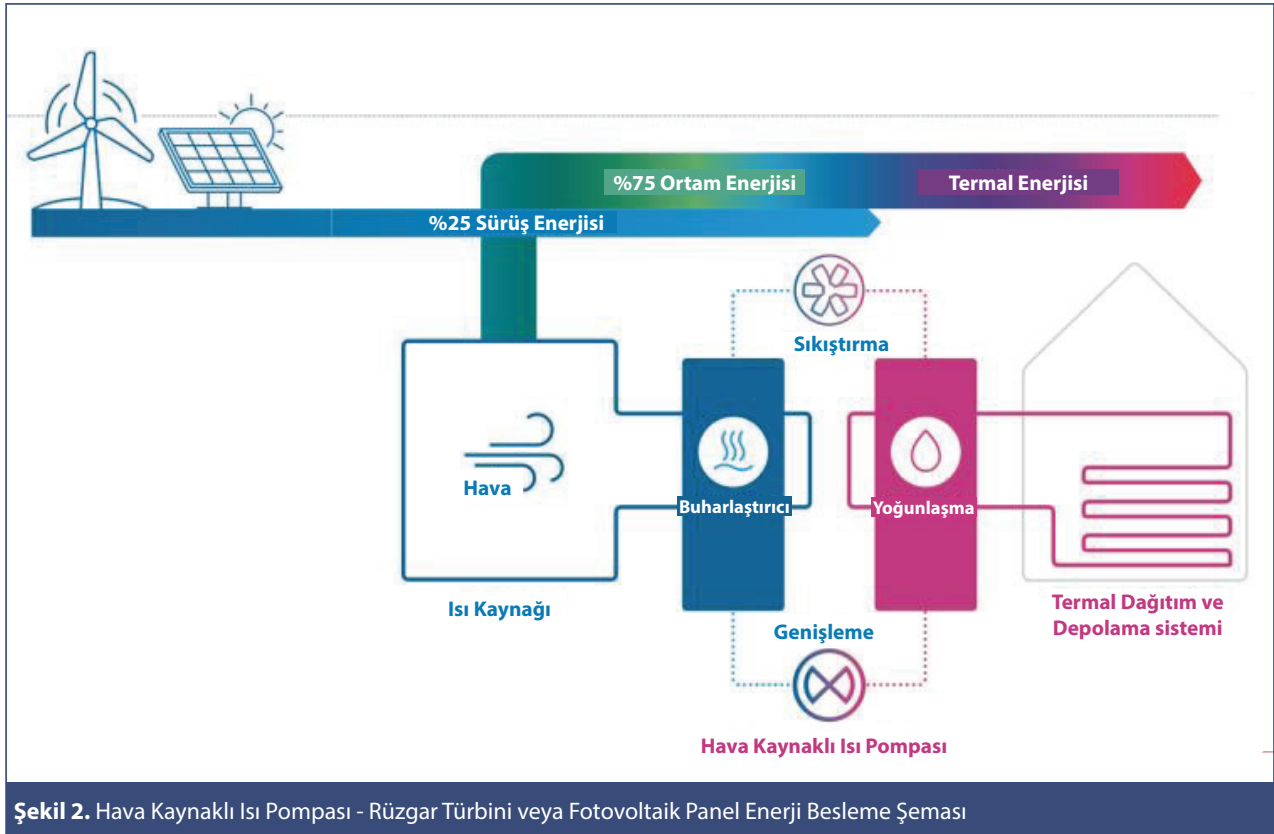 %75 Ortam Enerjisi
Termal Enerjisi
%25 Sürüş Enerjisi
Sıkıştırma
Hava
Buharlaştırıcı
Yoğunlaşma
Isı Kaynağı
Genişleme
Termal Dağıtım ve
Depolama sistemi
Hava Kaynaklı Isı Pompası
Şekil 2. Hava Kaynaklı Isı Pompası - Rüzgar Türbini veya Fotovoltaik Panel Enerji Besleme Şeması